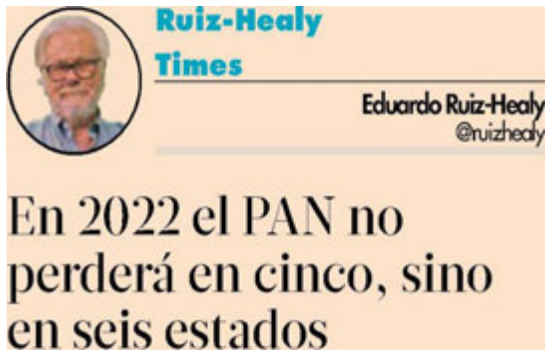 Ruiz-Healy
Times
Eduardo Ruiz-Healy
@ruizhealy
En 2022 el PAN no
perderá en cinco, sino
en seis estados